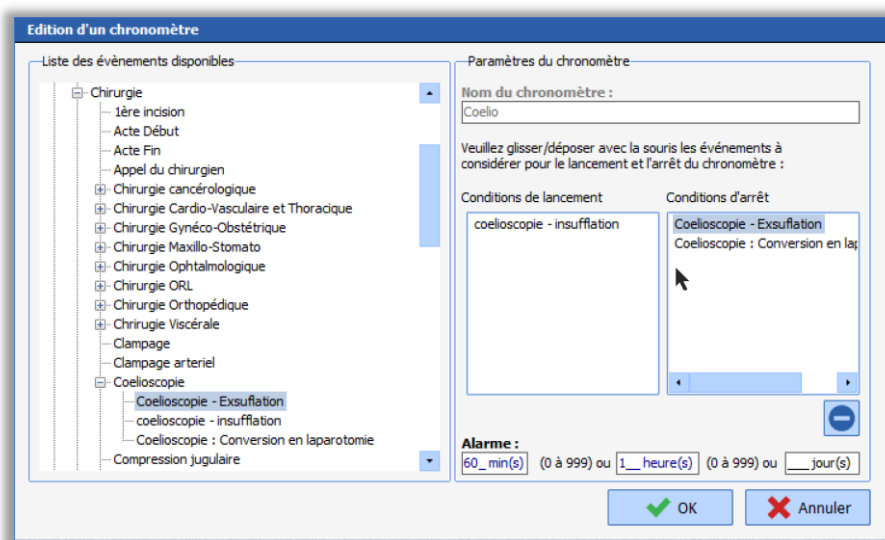 Edition d'un chronomètre
Liste des évènements disponibles
Chirurgie
1ère incision
Acte Début
Acte Fin
Appel du chirurgien
Chirurgie cancérologique
Chirurgie Cardio-Vasculaire et Thoracique
Chirurgie Gynéco-Obstétrique
Chirurgie Maxillo-Stomato
Chirurgie Ophtalmologique
Chirurgie ORL
Chirurgie Orthopédique
Chrirugie Viscérale
Clampage
Clampage arteriel
Coelioscopie
Coelioscopie - Exsuflation
coelioscopie - insufflation
Coelioscopie : Conversion en laparotomie
Compression jugulaire
Paramètres du chronomètre
Nom du chronomètre :
Coelio
Veuillez glisser/déposer avec la souris les événements à
considérer pour le lancement et l'arrêt du chronomètre :
Conditions de lancement
coelioscopie - insufflation
Conditions d'arrêt
Coelioscopie - Exsuflation
Coelioscopie : Conversion en lap
Alarme :
60_ min(s) (0 à 999) ou 1__ heure(s) (0 à 999) ou ___ jour(s)
OK Annuler